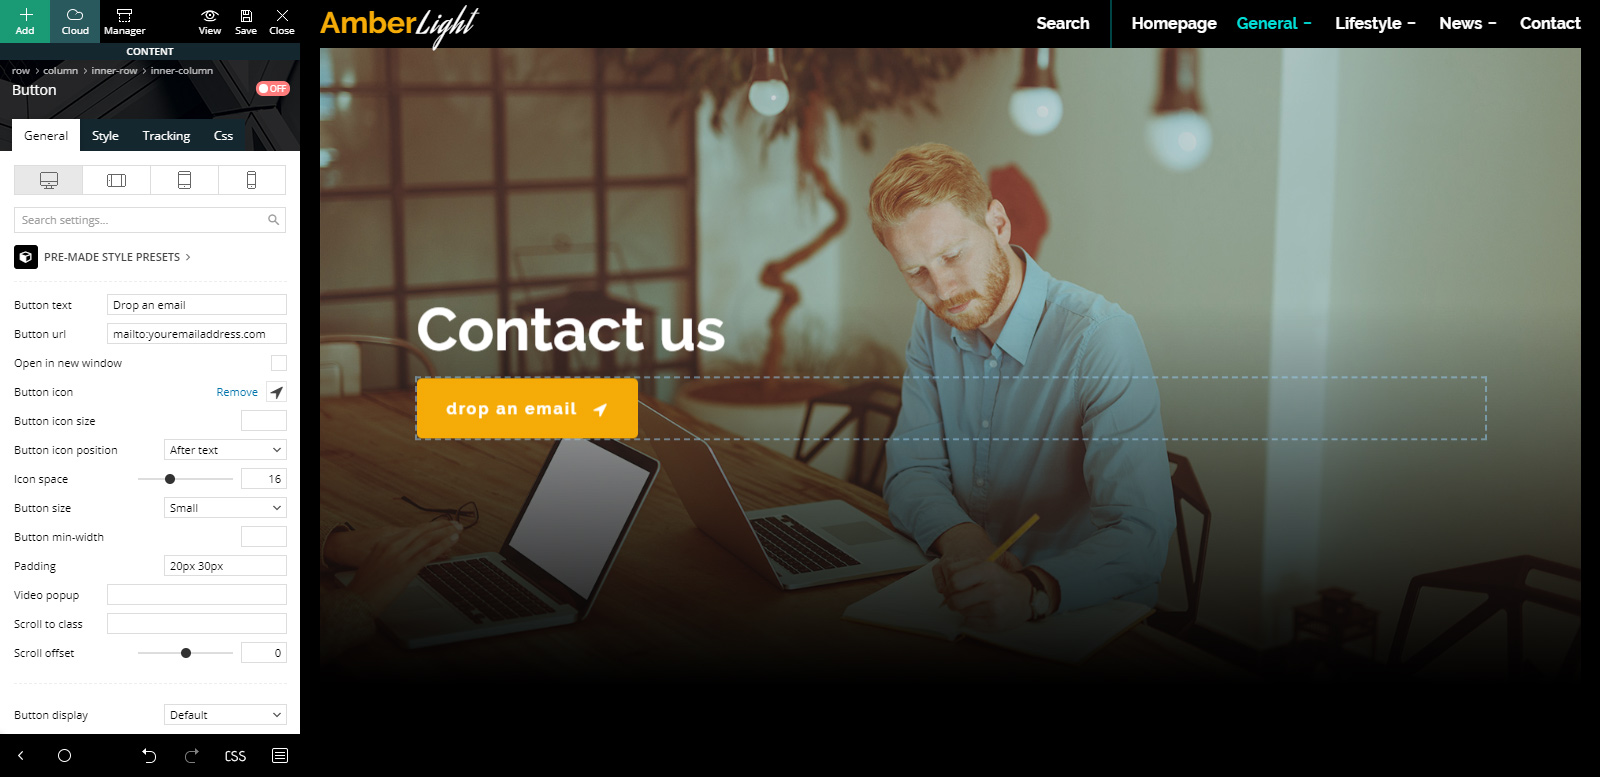 Add
Cloud
Manager
View
Save
Close
CONTENT
row > column > inner-row > inner-column
Button
OFF
General
Style
Tracking
Css
Search settings...
PRE-MADE STYLE PRESETS >
Button text
Drop an email
Button url
mailto:youremailaddress.com
Open in new window
Button icon
Remove
Button icon size
Button icon position
After text
Icon space
16
Button size
Small
Button min-width
Padding
20px 30px
Video popup
Scroll to class
Scroll offset
0
Button display
Default
CSS
AmberLight
Search
Homepage
General
Lifestyle
News
Contact
Contact us
drop an email